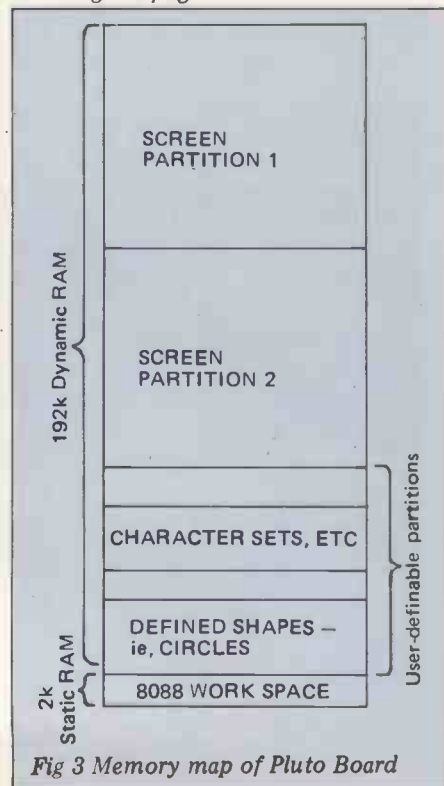 SCREEN
PARTITION 1
SCREEN
PARTITION 2
192k Dynamic RAM
CHARACTER SETS, ETC
DEFINED SHAPES –
ie, CIRCLES
User-definable partitions
2k
Static RAM
8088 WORK SPACE
Fig 3 Memory map of Pluto Board